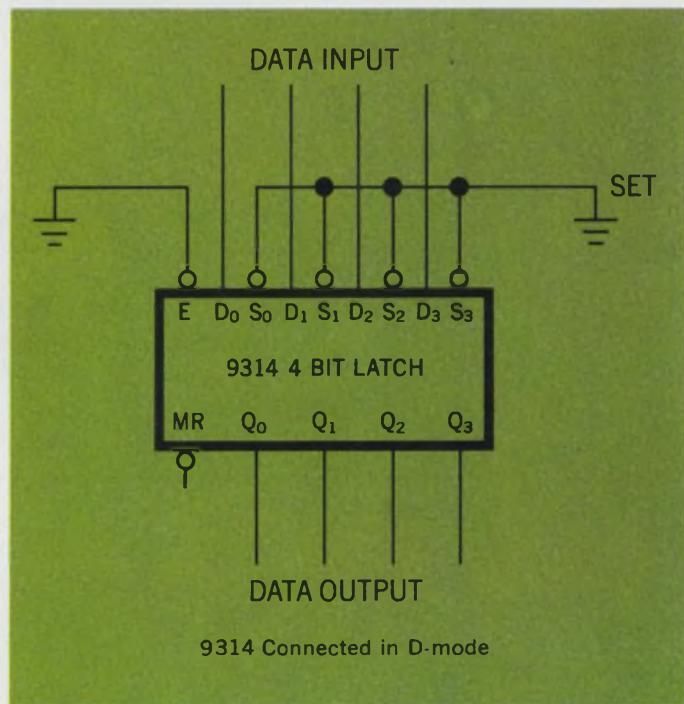 DATA INPUT
SET
E D₀ S₀ D₁ S₁ D₂ S₂ D₃ S₃
9314 4 BIT LATCH
MR Q₀ Q₁ Q₂ Q₃
DATA OUTPUT
9314 Connected in D-mode